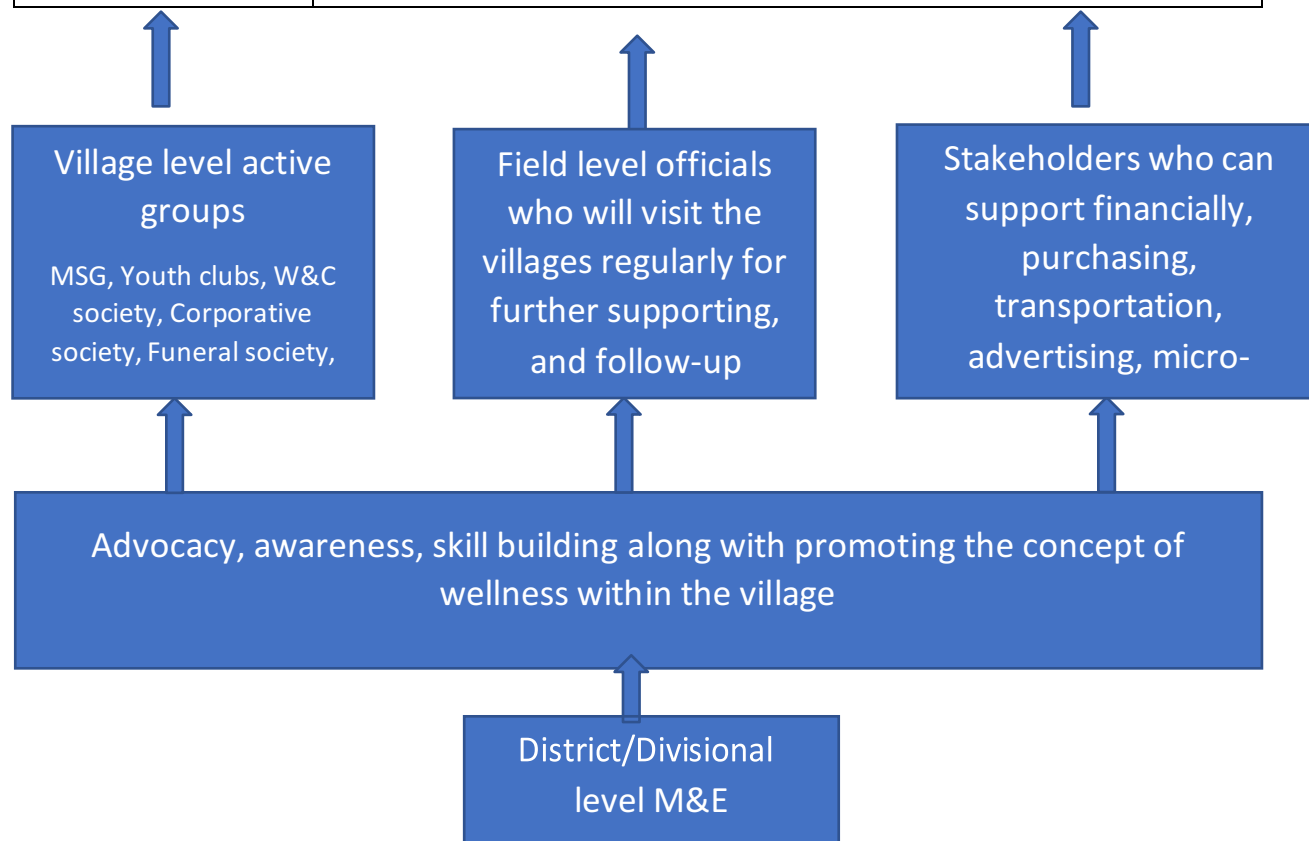 Village level active
groups
MSG, Youth clubs, W&C
society, Corporative
society, Funeral society,
Field level officials
who will visit the
villages regularly for
further supporting,
and follow-up
Stakeholders who can
support financially,
purchasing,
transportation,
advertising, micro-
Advocacy, awareness, skill building along with promoting the concept of
wellness within the village
District/Divisional
level M&E